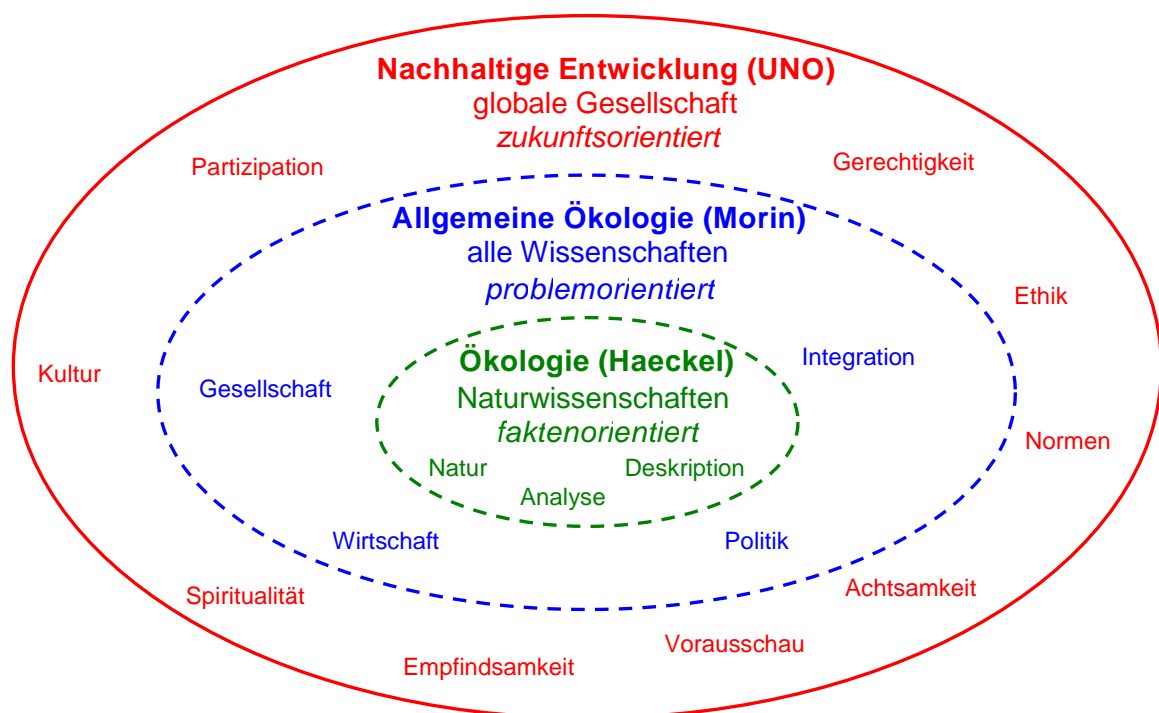 Nachhaltige Entwicklung (UNO)
globale Gesellschaft
zukunftsorientiert
Partizipation
Gerechtigkeit
Allgemeine Ökologie (Morin)
alle Wissenschaften
problemorientiert
Ethik
Ökologie (Haeckel)
Integration
Kultur
Gesellschaft
Naturwissenschaften
faktenorientiert
Normen
Natur
Deskription
Analyse
Wirtschaft
Politik
Achtsamkeit
Spiritualität
Vorausschau
Empfindsamkeit